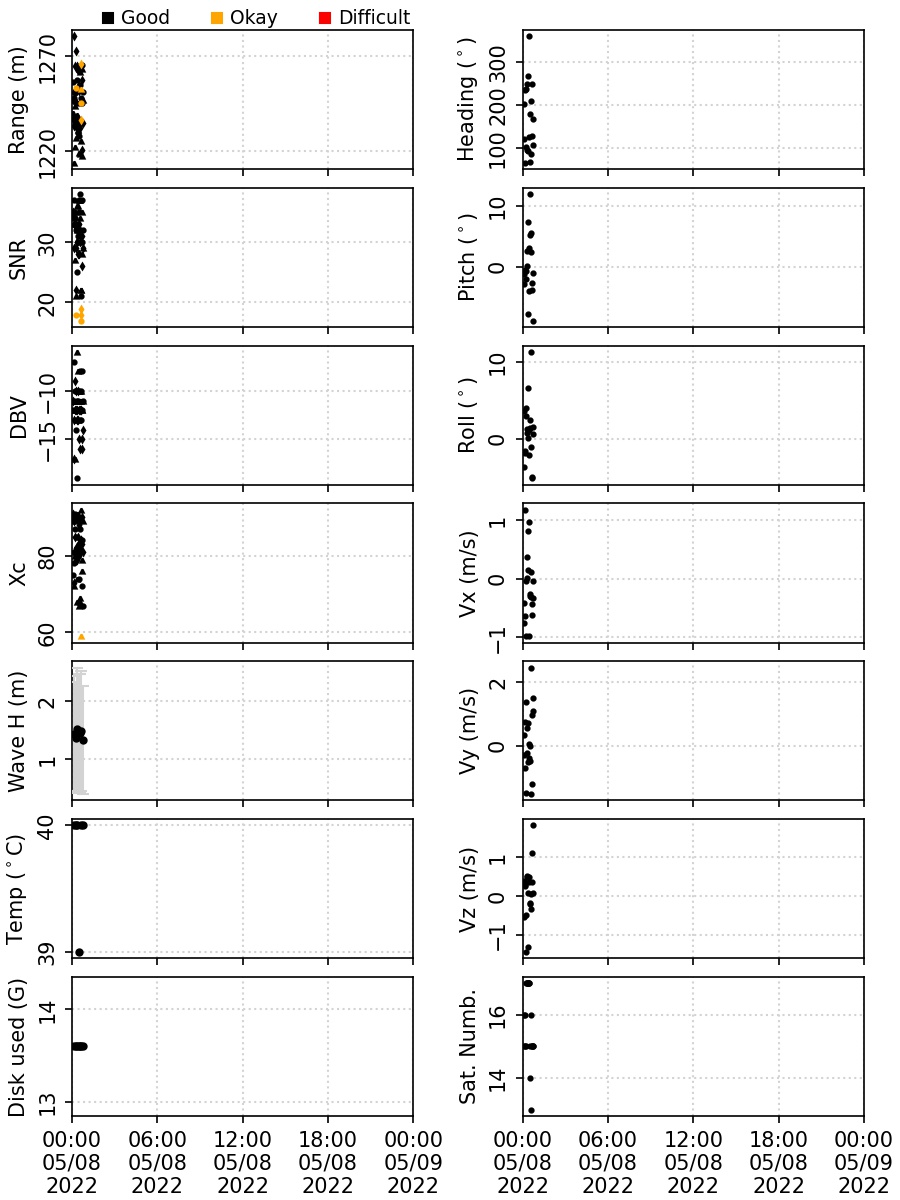 Good Okay Difficult
Range (m)
1270
1220
Heading (°)
300
200
100
SNR
30
20
Pitch (°)
10
0
DBV
−10
−15
Roll (°)
10
0
Xc
80
60
Vx (m/s)
1
0
−1
Wave H (m)
2
1
Vy (m/s)
2
0
Temp (°C)
40
39
Vz (m/s)
1
0
−1
Disk used (G)
14
13
Sat. Numb.
16
14
00:00 06:00 12:00 18:00 00:00
05/08 05/08 05/08 05/08 05/09
2022 2022 2022 2022 2022
00:00 06:00 12:00 18:00 00:00
05/08 05/08 05/08 05/08 05/09
2022 2022 2022 2022 2022